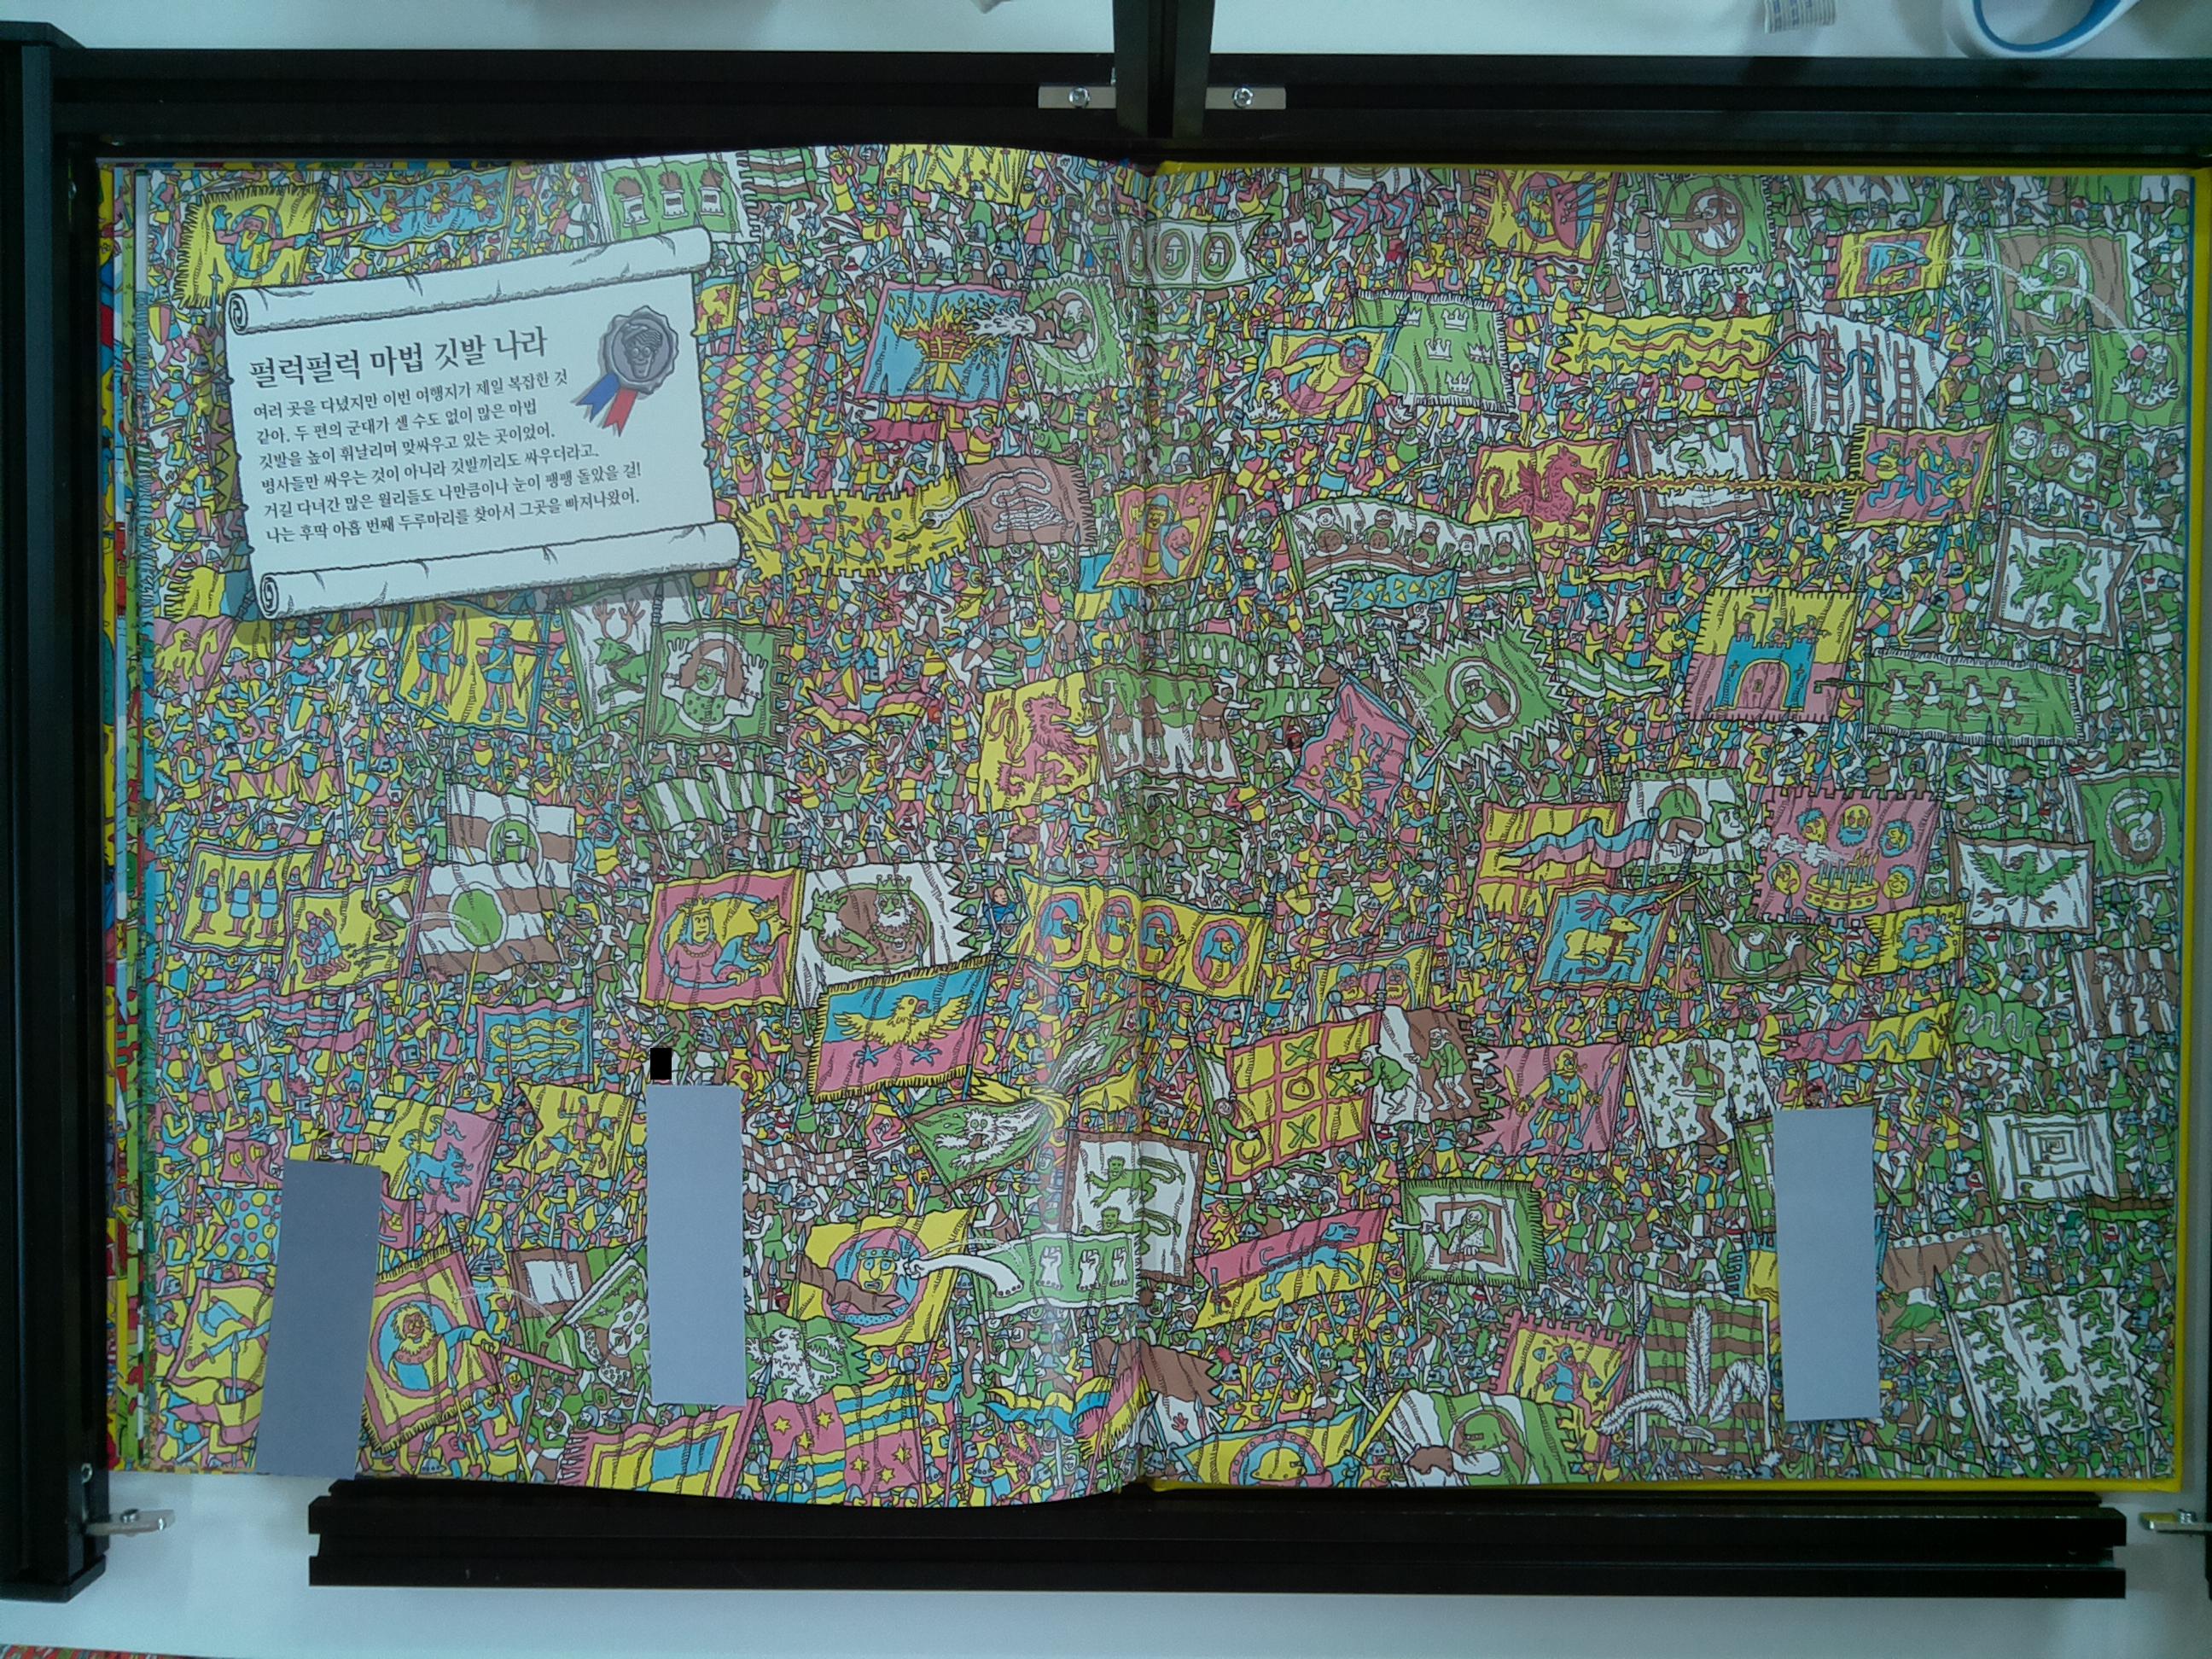 펄럭펄럭 마법 깃발 나라
여러 곳을 다녔지만 이번 여행지가 제일 복잡한 것
같아. 두 편의 군대가 셀 수도 없이 많은 마법
깃발을 높이 휘날리며 맞싸우고 있는 곳이었어.
병사들만 싸우는 것이 아니라 깃발끼리도 싸우더라고.
거길 다녀간 많은 월리들도 나만큼이나 눈이 팽팽 돌았을 걸!
나는 후딱 아홉 번째 두루마리를 찾아서 그곳을 빠져나왔어.